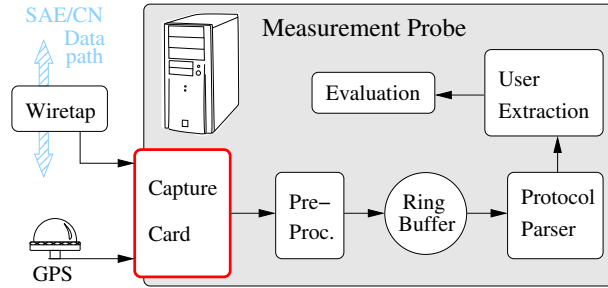 SAE/CN
Data
path
Measurement Probe
Wiretap
Evaluation
User
Extraction
Capture
Card
Pre−
Proc.
Ring
Buffer
Protocol
Parser
GPS